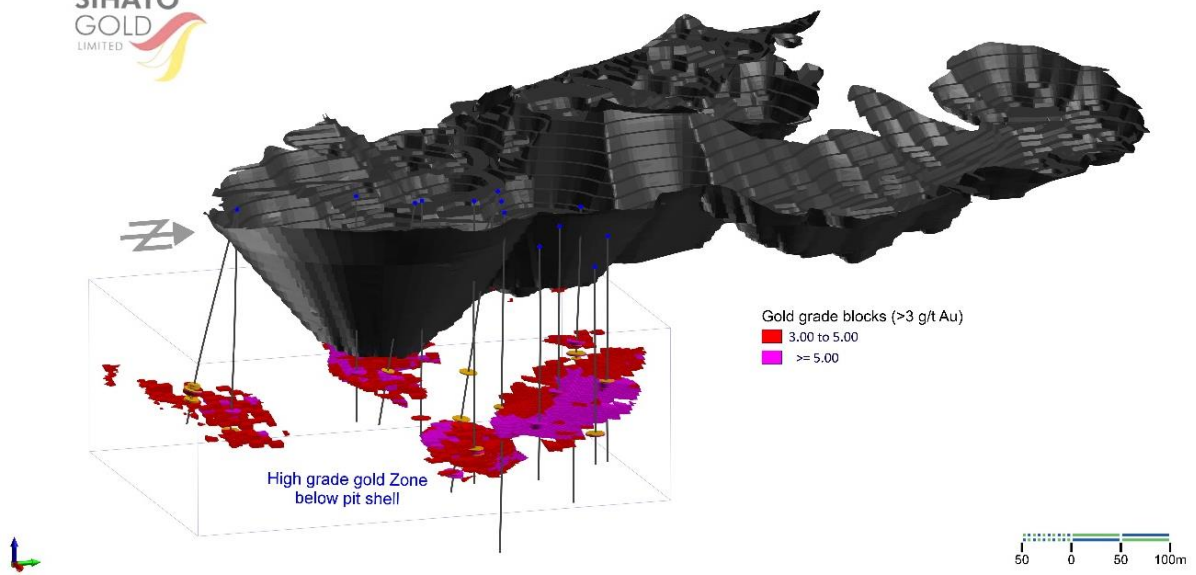 SIHAYO
GOLD
LIMITED
Gold grade blocks (>3 g/t Au)
3.00 to 5.00
>= 5.00
High grade gold Zone
below pit shell
50 0 50 100m